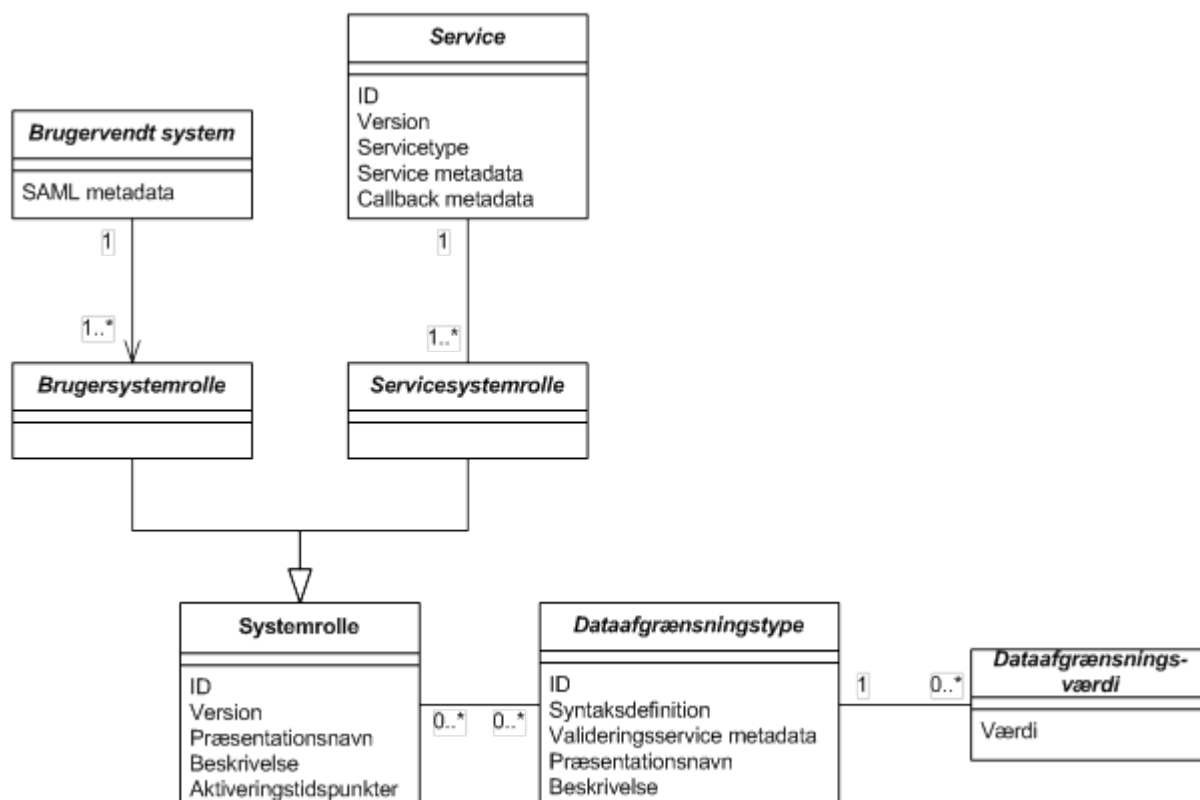 Service
ID
Version
Servicetype
Service metadata
Callback metadata
Brugervendt system
SAML metadata
1
1..*
1
1..*
Brugersystemrolle
Servicesystemrolle
Systemrolle
ID
Version
Præsentationsnavn
Beskrivelse
Aktiveringstidspunkter
0..*
0..*
Dataafgrænsningstype
ID
Syntaksdefinition
Valideringsservice metadata
Præsentationsnavn
Beskrivelse
1
0..*
Dataafgrænsnings-
værdi
Værdi